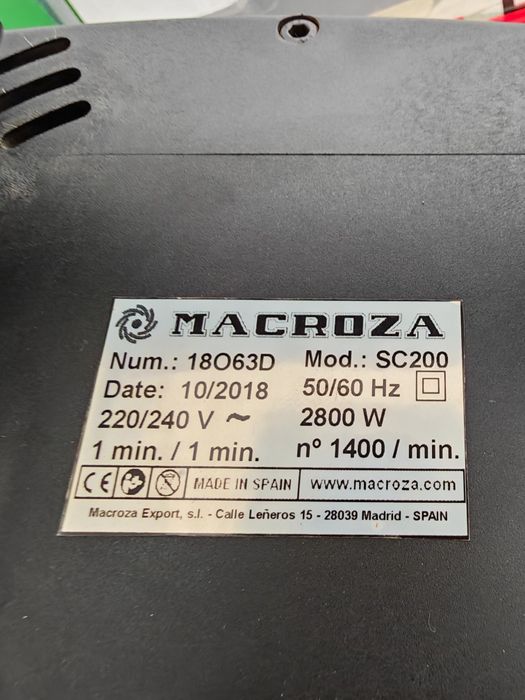 MACROZA
Num.: 18O63D Mod.: SC200
Date: 10/2018 50/60 Hz
220/240 V ~ 2800 W
1 min. / 1 min. nº 1400 / min.
CE MADE IN SPAIN www.macroza.com
Macroza Export, s.l. - Calle Leñeros 15 - 28039 Madrid - SPAIN